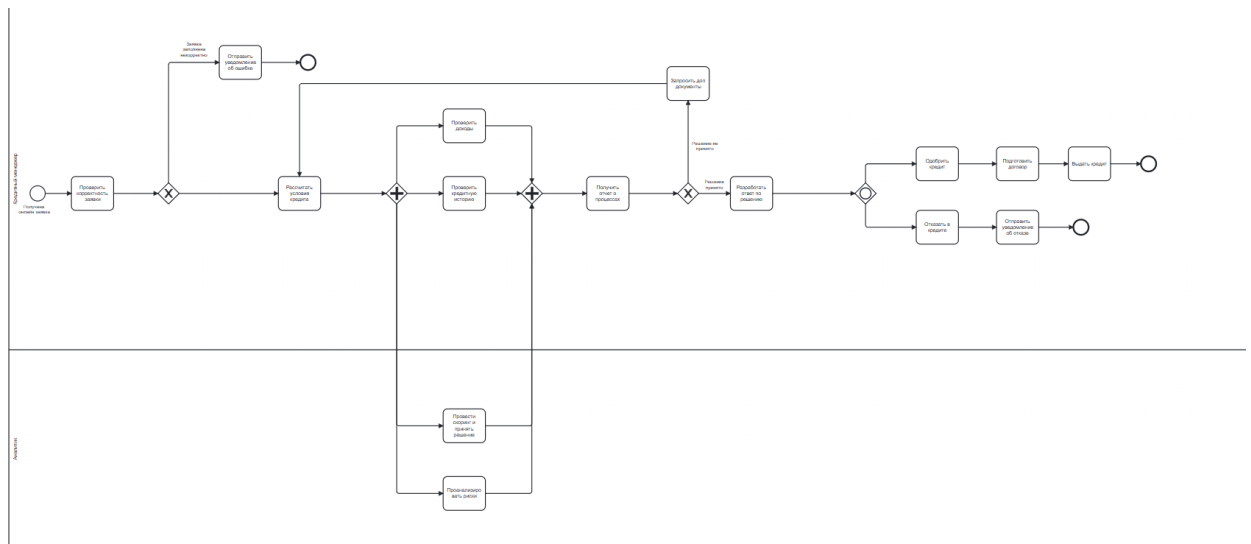 Заявка
заполнена
некорректно
Отправить
уведомление
об ошибке
Запросить доп
документы
Проверить
доходы
Решение не
принято
Кредитный менеджер
Получена
онлайн заявка
Проверить
корректность
заявки
Рассчитать
условия
кредита
Проверить
кредитную
историю
Получить
отчет о
процессах
Решение
принято
Разработать
ответ по
решению
Одобрить
кредит
Подготовить
договор
Выдать кредит
Отказать в
кредите
Отправить
уведомление
об отказе
Аналитик
Провести
скоринг и
принять
решение
Проанализиро
вать риски